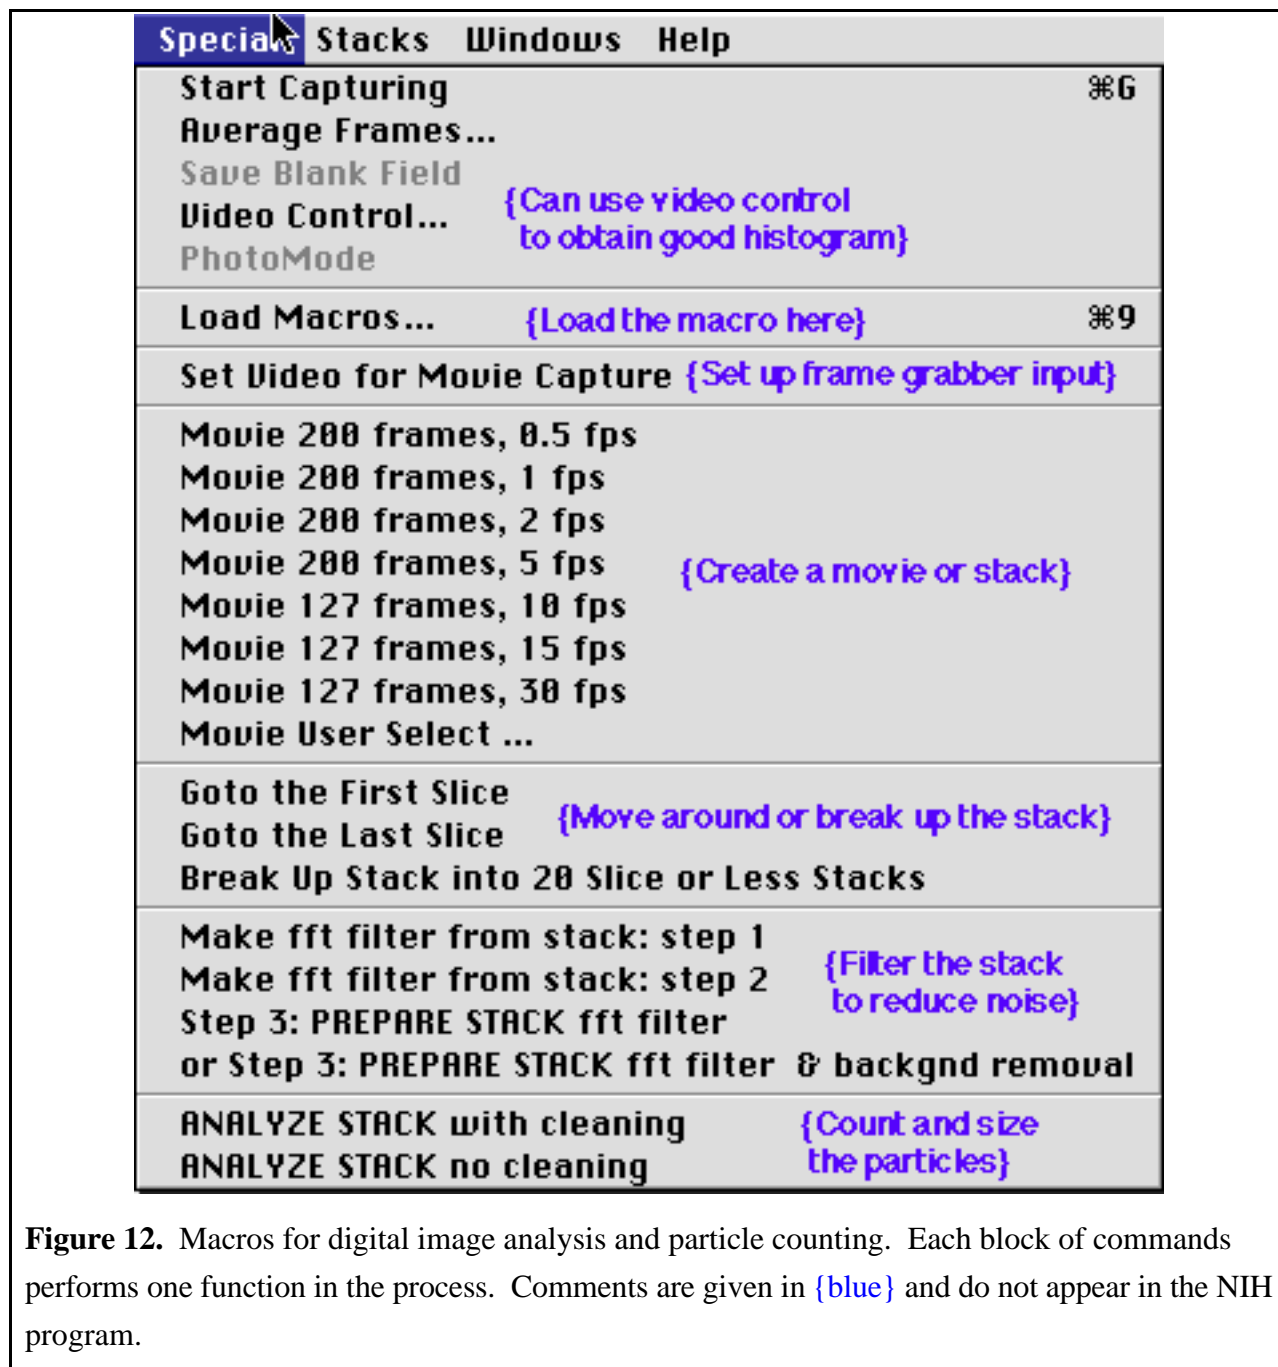 Special Stacks Windows Help
Start Capturing ⌘G
Average Frames...
Save Blank Field
{Can use video control
Video Control...
to obtain good histogram}
PhotoMode
Load Macros... {Load the macro here} ⌘9
Set Video for Movie Capture {Set up frame grabber input}
Movie 200 frames, 0.5 fps
Movie 200 frames, 1 fps
Movie 200 frames, 2 fps
Movie 200 frames, 5 fps {Create a movie or stack}
Movie 127 frames, 10 fps
Movie 127 frames, 15 fps
Movie 127 frames, 30 fps
Movie User Select ...
Goto the First Slice
{Move around or break up the stack}
Goto the Last Slice
Break Up Stack into 20 Slice or Less Stacks
Make fft filter from stack: step 1
{Filter the stack
Make fft filter from stack: step 2
to reduce noise}
Step 3: PREPARE STACK fft filter
or Step 3: PREPARE STACK fft filter & backgnd removal
ANALYZE STACK with cleaning {Count and size
ANALYZE STACK no cleaning the particles}
Figure 12. Macros for digital image analysis and particle counting. Each block of commands
performs one function in the process. Comments are given in {blue} and do not appear in the NIH
program.